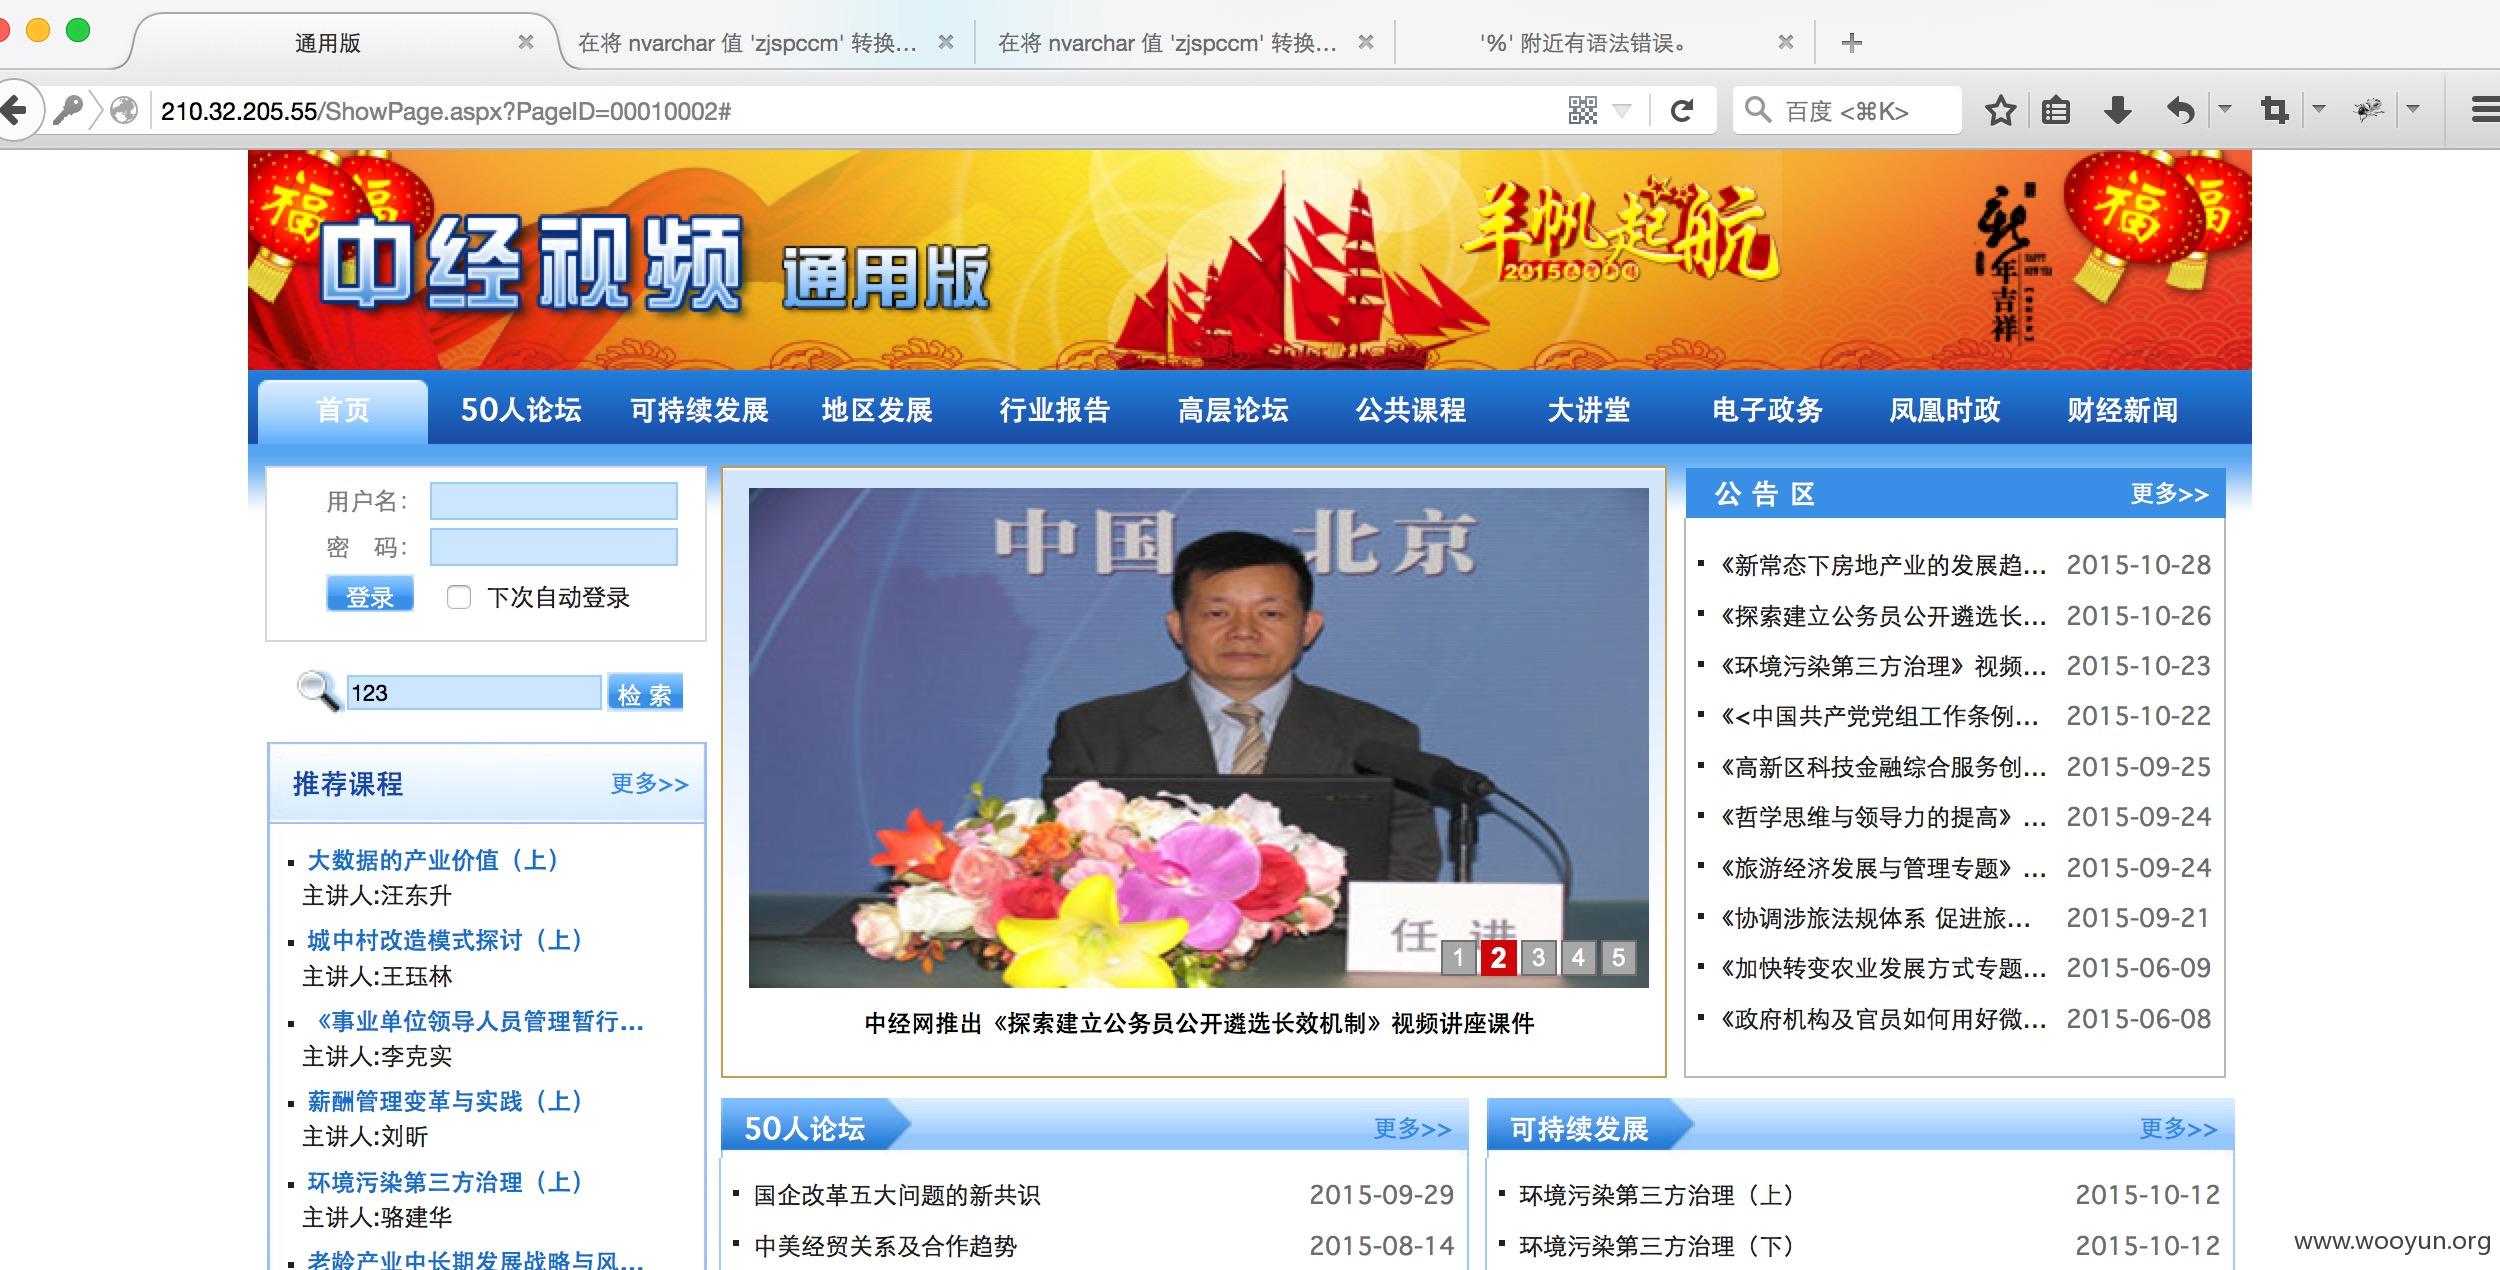 通用版
在将 nvarchar 值 'zjspccm' 转换...
在将 nvarchar 值 'zjspccm' 转换...
'%' 附近有语法错误。
210.32.205.55/ShowPage.aspx?PageID=00010002#
百度 <⌘K>
福 福
中经视频 通用版
羊帆起航
2015恭贺新禧
新年吉祥
福 福
首页 50人论坛 可持续发展 地区发展 行业报告 高层论坛 公共课程 大讲堂 电子政务 凤凰时政 财经新闻
用户名：
密 码：
登录 下次自动登录
123 检 索
推荐课程 更多>>
大数据的产业价值（上）
主讲人:汪东升
城中村改造模式探讨（上）
主讲人:王珏林
《事业单位领导人员管理暂行...
主讲人:李克实
薪酬管理变革与实践（上）
主讲人:刘昕
环境污染第三方治理（上）
主讲人:骆建华
老龄产业中长期发展战略与风...
中国 北京
任 进
1 2 3 4 5
中经网推出《探索建立公务员公开遴选长效机制》视频讲座课件
公 告 区 更多>>
《新常态下房地产业的发展趋... 2015-10-28
《探索建立公务员公开遴选长... 2015-10-26
《环境污染第三方治理》视频... 2015-10-23
《<中国共产党党组工作条例... 2015-10-22
《高新区科技金融综合服务创... 2015-09-25
《哲学思维与领导力的提高》 ... 2015-09-24
《旅游经济发展与管理专题》 ... 2015-09-24
《协调涉旅法规体系 促进旅... 2015-09-21
《加快转变农业发展方式专题... 2015-06-09
《政府机构及官员如何用好微... 2015-06-08
50人论坛 更多>>
国企改革五大问题的新共识 2015-09-29
中美经贸关系及合作趋势 2015-08-14
可持续发展 更多>>
环境污染第三方治理（上） 2015-10-12
环境污染第三方治理（下） 2015-10-12
www.wooyun.org